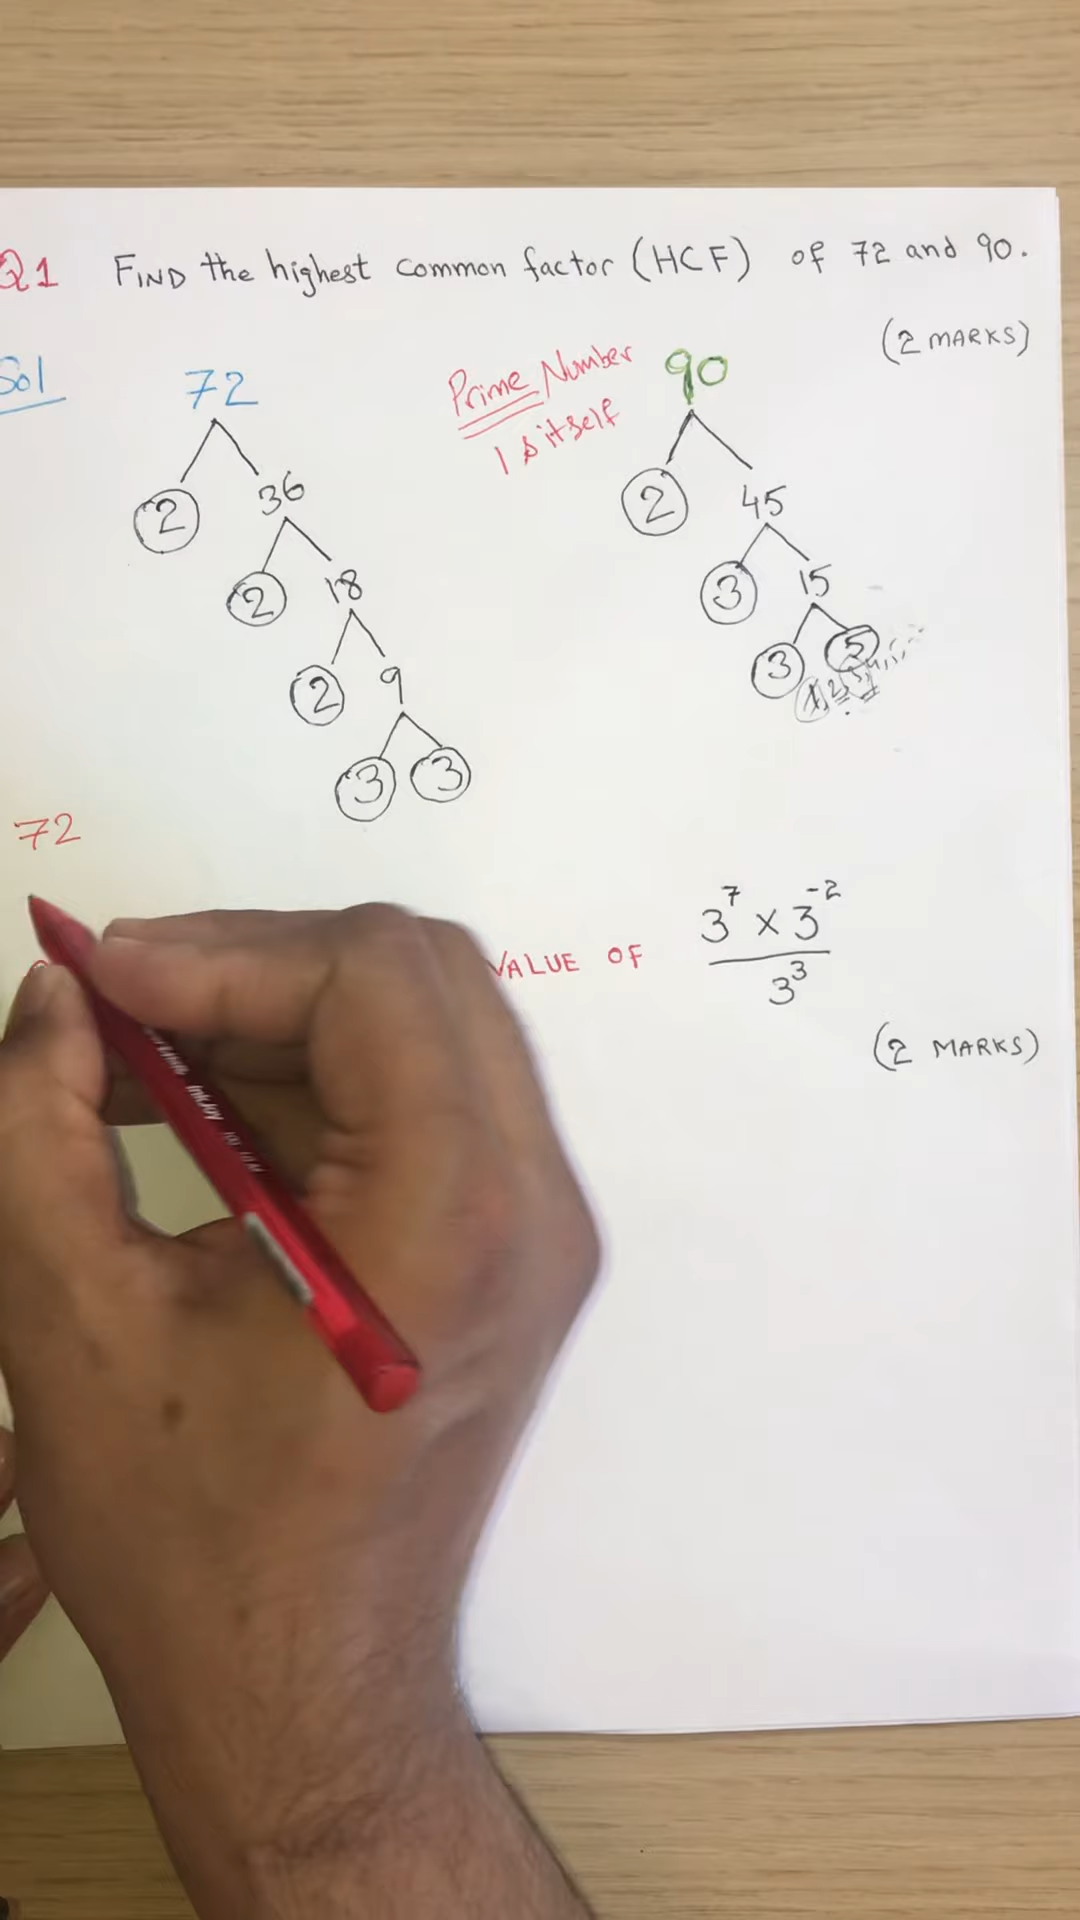 Q1 FIND the highest common factor (HCF) of 72 and 90.
(2 MARKS)
Sol
72
2 36
2 18
2 9
3 3
Prime Number
1 & itself
90
2 45
3 15
3 5
72
VALUE OF 3^7 x 3^-2
3^3
(2 MARKS)
InkJoy